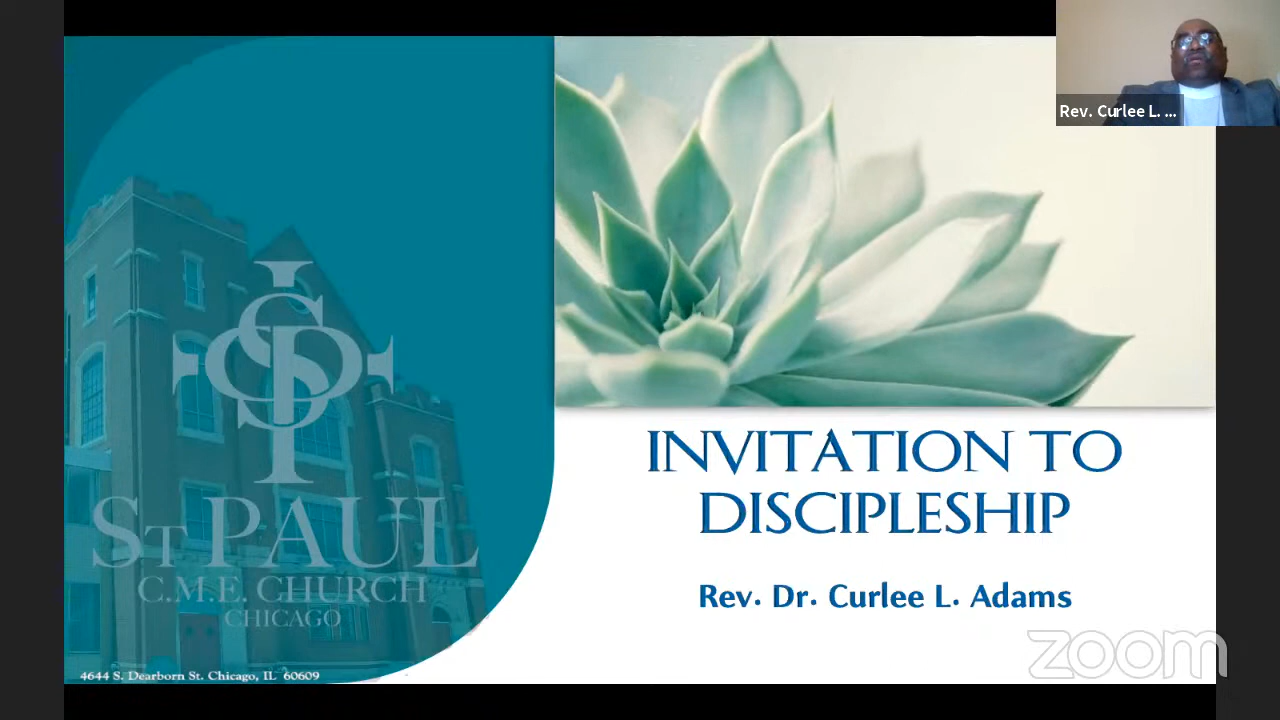 Rev. Curlee L. ...
St PAUL
C.M.E. CHURCH
CHICAGO
4644 S. Dearborn St. Chicago, IL 60609
INVITATION TO
DISCIPLESHIP
Rev. Dr. Curlee L. Adams
zoom